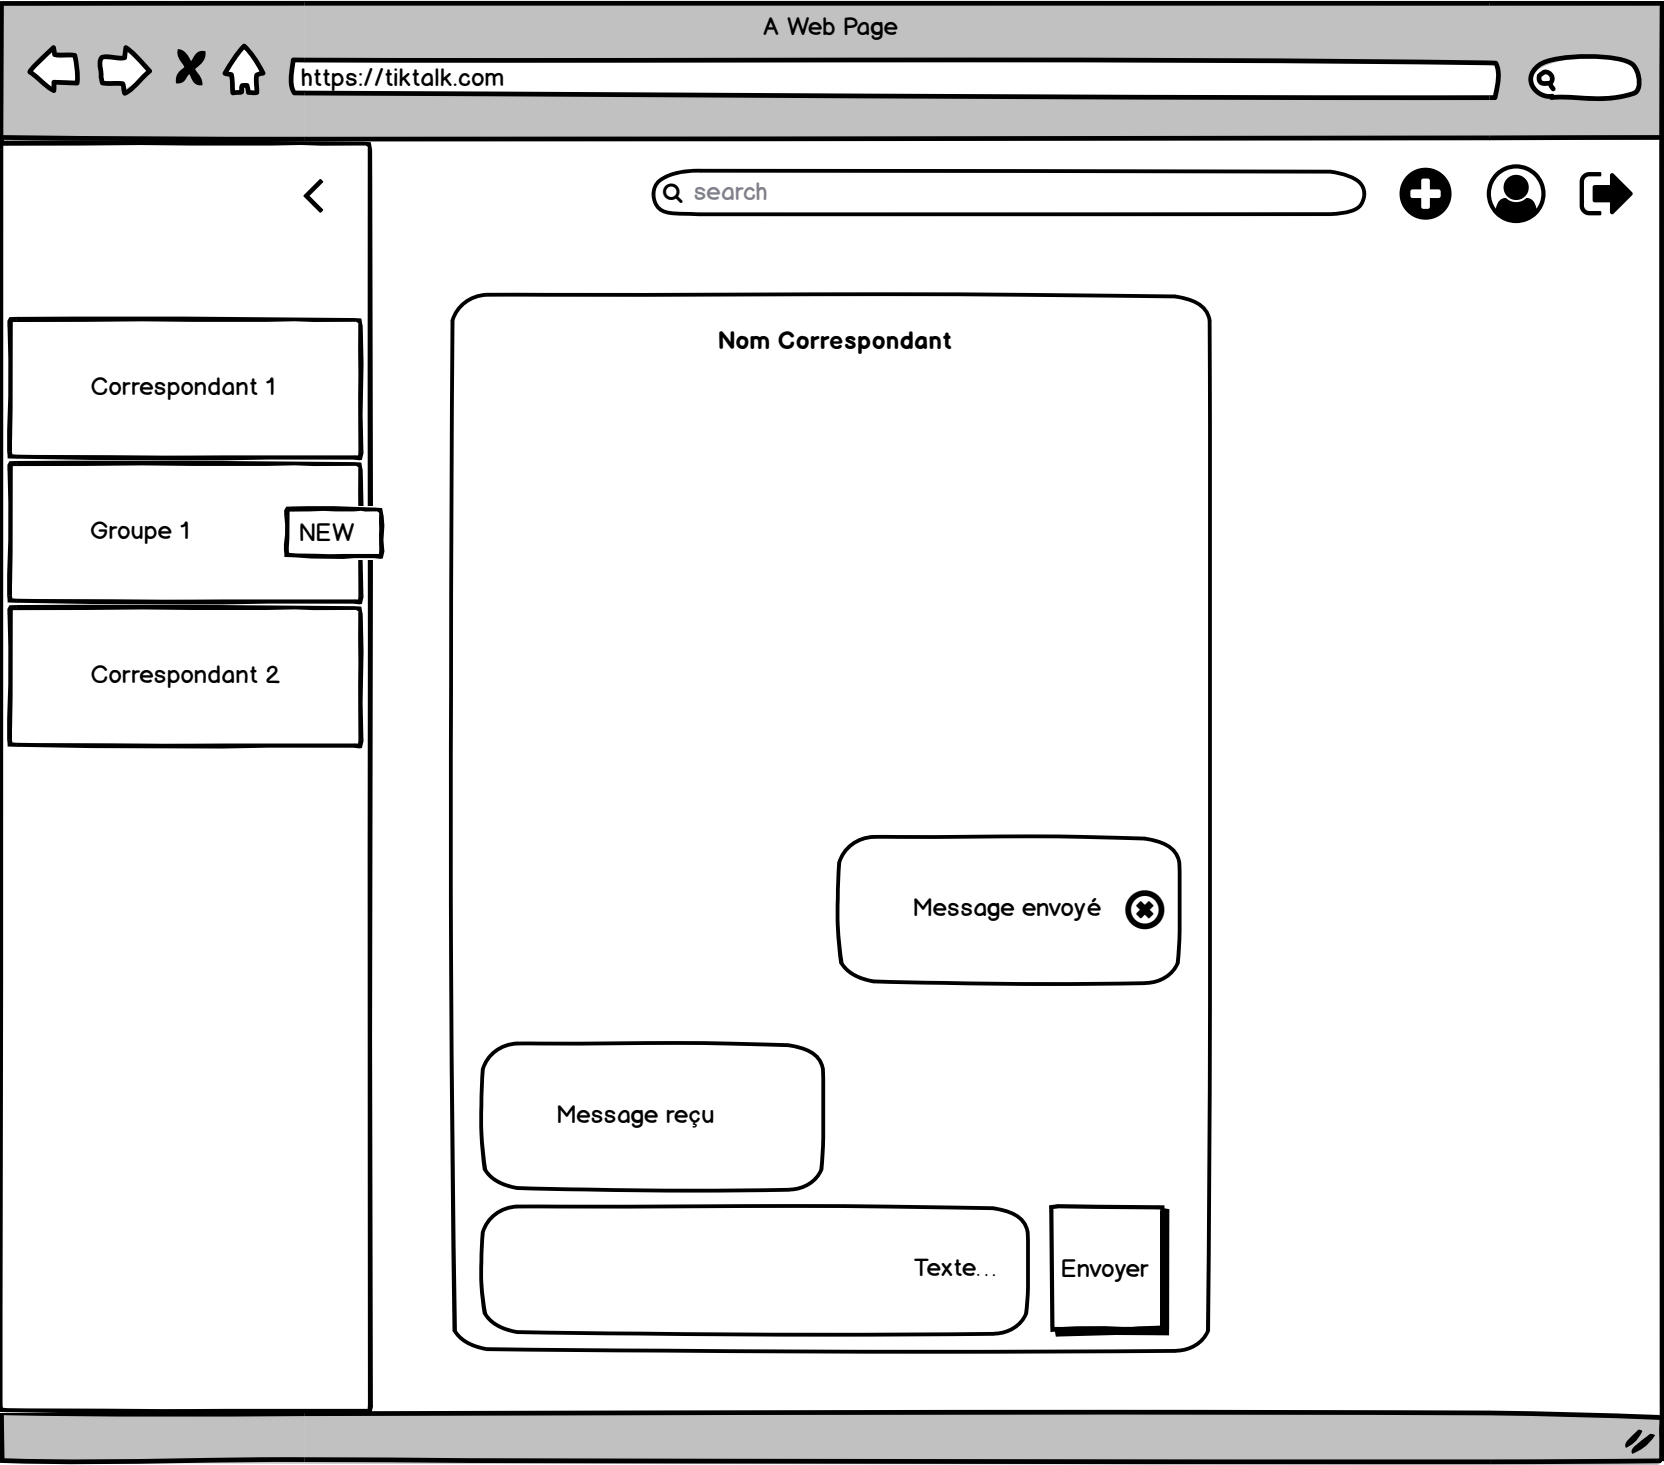 A Web Page
https://tiktalk.com
search
Nom Correspondant
Correspondant 1
Groupe 1
NEW
Correspondant 2
Message envoyé
Message reçu
Texte...
Envoyer